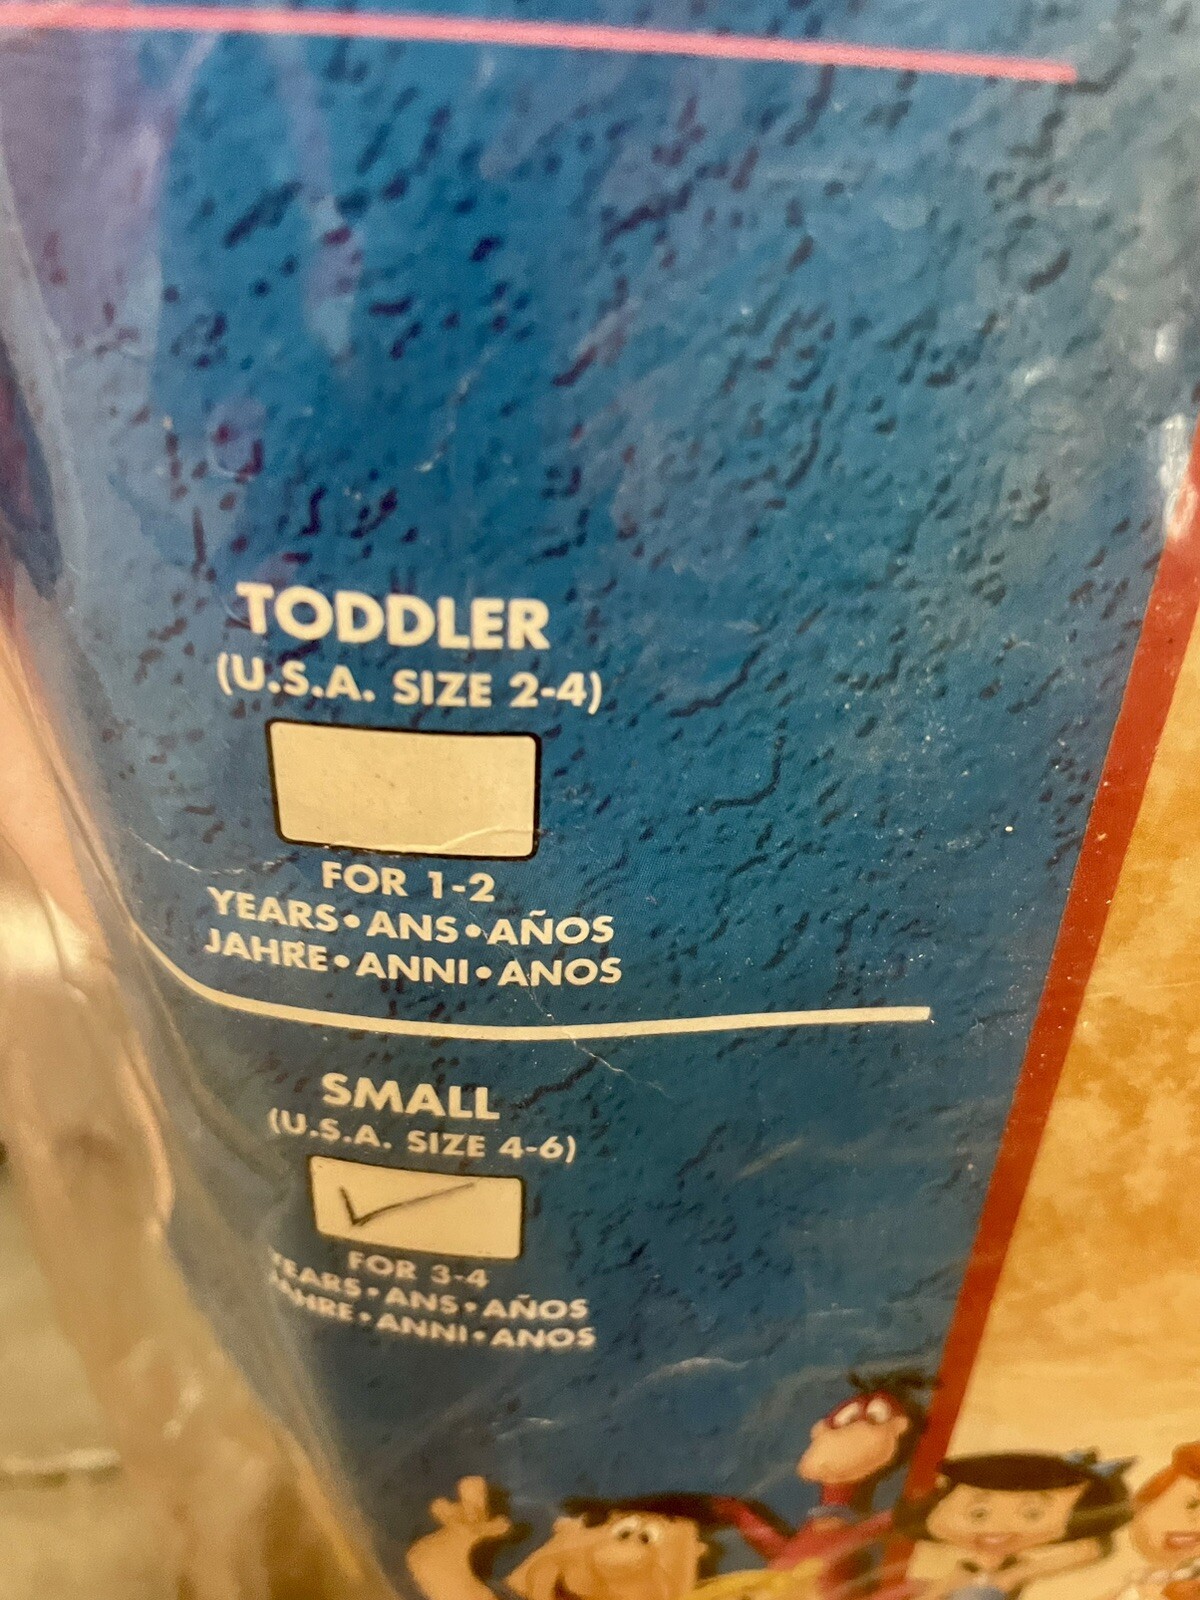 TODDLER
(U.S.A. SIZE 2-4)
FOR 1-2
YEARS•ANS•AÑOS
JAHRE•ANNI•ANOS
SMALL
(U.S.A. SIZE 4-6)
FOR 3-4
YEARS•ANS•AÑOS
JAHRE•ANNI•ANOS